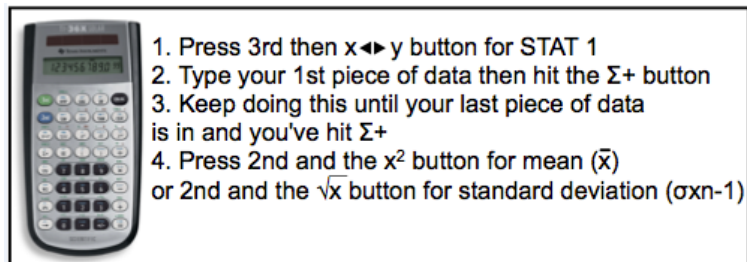 Texas Instruments
1. Press 3rd then x◂▸y button for STAT 1
2. Type your 1st piece of data then hit the Σ+ button
3. Keep doing this until your last piece of data
is in and you've hit Σ+
4. Press 2nd and the x² button for mean (x̄)
or 2nd and the √x button for standard deviation (σxn-1)